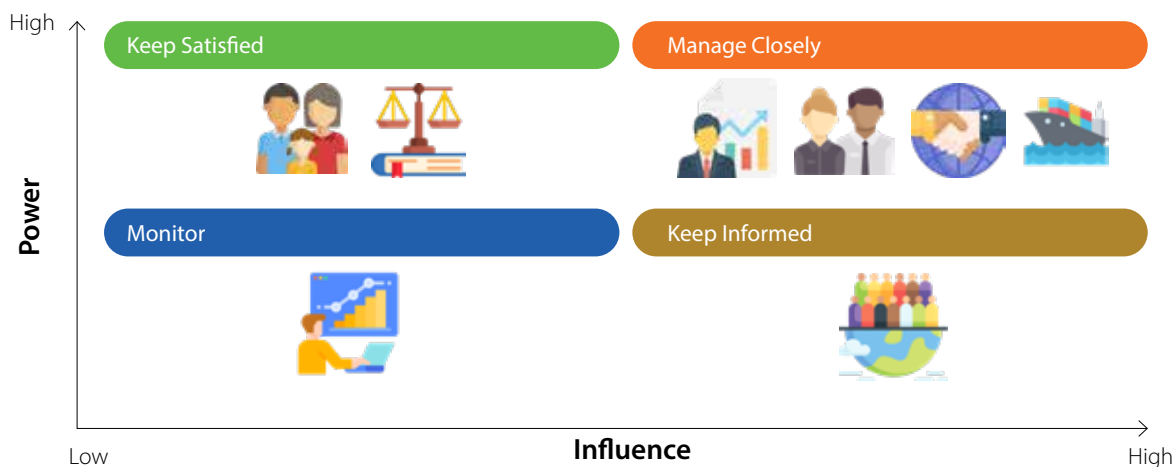 High
Keep Satisfied
Manage Closely
Power
Monitor
Keep Informed
Low
Influence
High